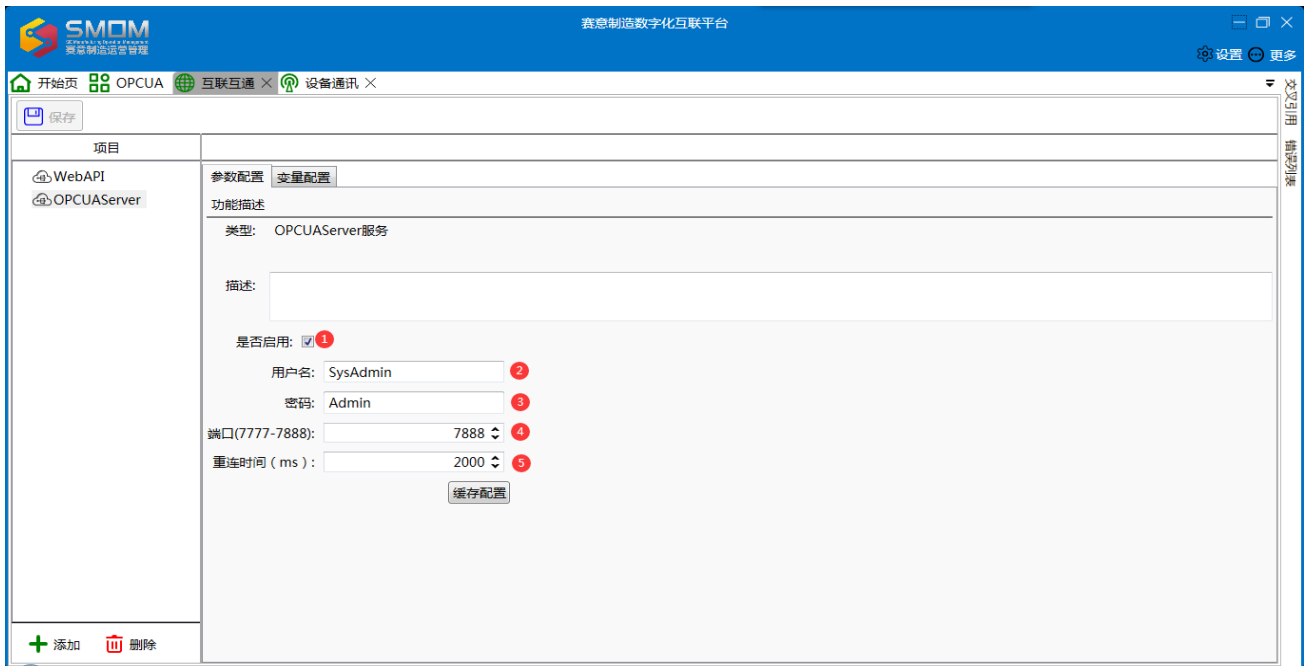 SMOM
赛意制造运营管理
赛意制造数字化互联平台
设置 更多
开始页 OPCUA 互联互通 设备通讯
交叉引用
错误列表
保存
项目
WebAPI
OPCUAServer
参数配置 变量配置
功能描述
类型: OPCUAServer服务
描述:
是否启用: 1
用户名: SysAdmin 2
密码: Admin 3
端口(7777-7888): 7888 4
重连时间(ms): 2000 5
缓存配置
添加 删除